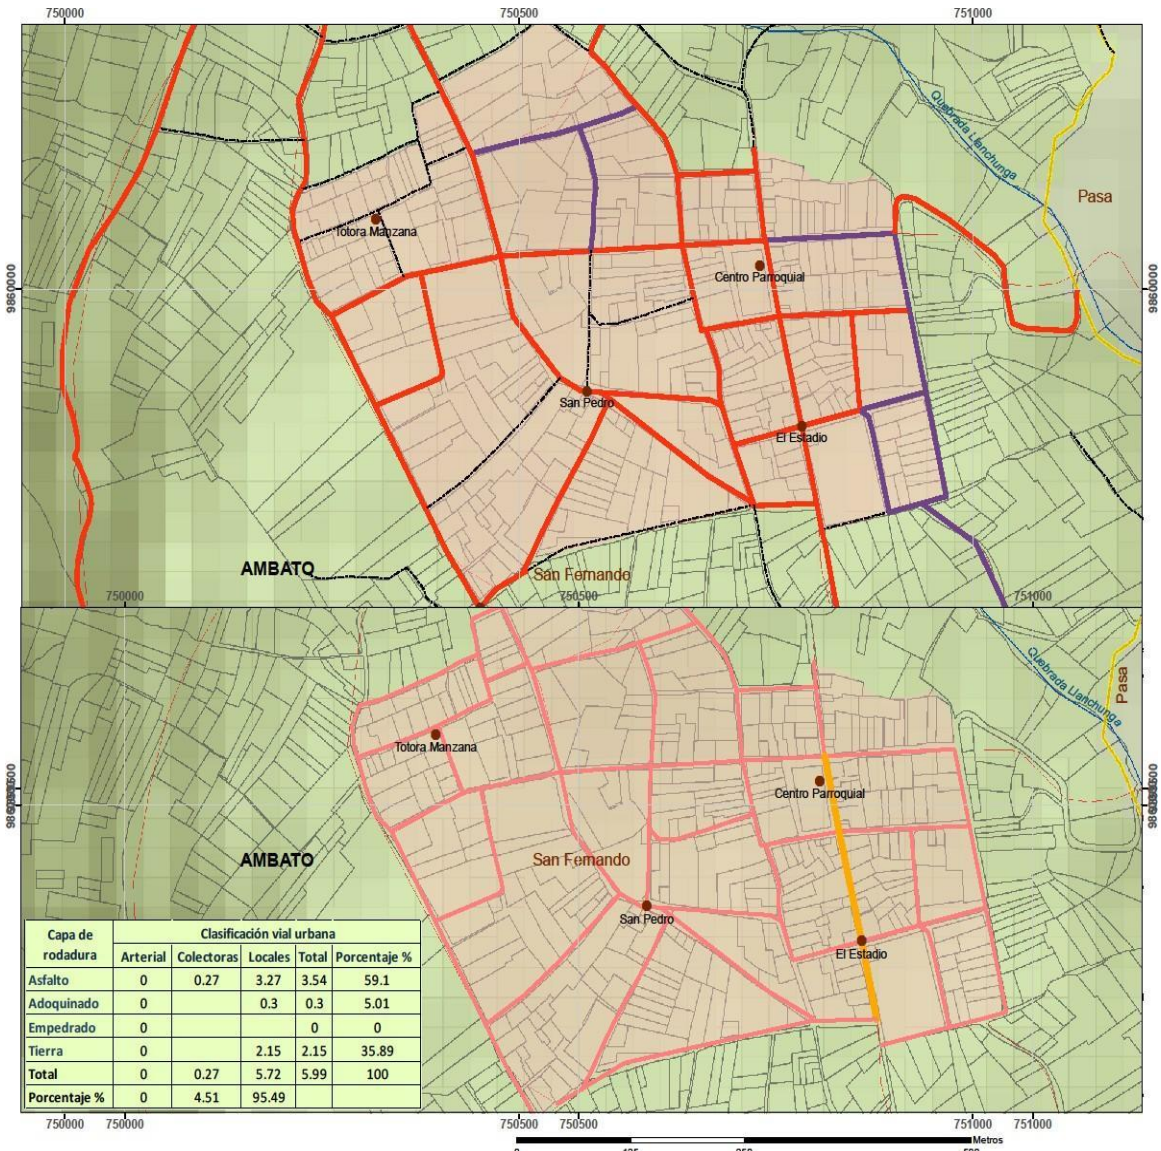 750000 750500 751000
Quebrada Llanchunga
Pasa
Totora Manzana
Centro Parroquial
9860000 9860000
San Pedro
El Estadio
AMBATO
San Fernando
750000 750500 751000
Quebrada Llanchunga
Pasa
Totora Manzana
Centro Parroquial
AMBATO
San Fernando
San Pedro
El Estadio
Capa de rodadura Clasificación vial urbana
Arterial Colectoras Locales Total Porcentaje %
Asfalto 0 0.27 3.27 3.54 59.1
Adoquinado 0 0.3 0.3 5.01
Empedrado 0 0 0
Tierra 0 2.15 2.15 35.89
Total 0 0.27 5.72 5.99 100
Porcentaje % 0 4.51 95.49
750000 750000 750500 750500 751000 751000
Metros